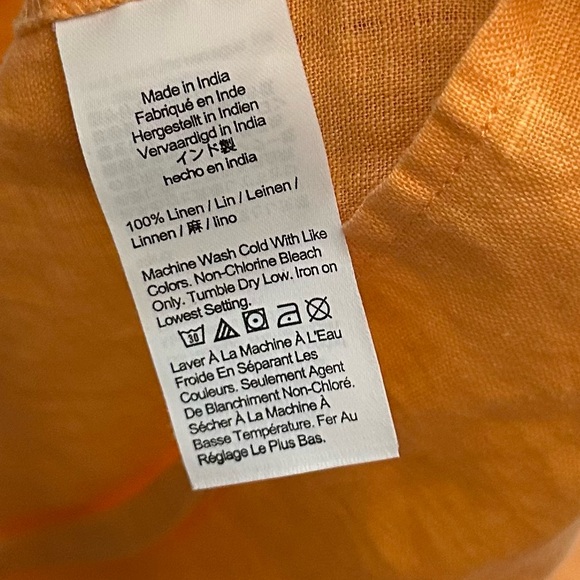 Made in India
Fabriqué en Inde
Hergestellt in Indien
Vervaardigd in India
インド製
hecho en india
100% Linen / Lin / Leinen /
Linnen / 麻 / lino
Machine Wash Cold With Like
Colors. Non-Chlorine Bleach
Only. Tumble Dry Low. Iron on
Lowest Setting.
30
Laver À La Machine À L'Eau
Froide En Séparant Les
Couleurs. Seulement Agent
De Blanchiment Non-Chloré.
Sécher À La Machine À
Basse Température. Fer Au
Réglage Le Plus Bas.